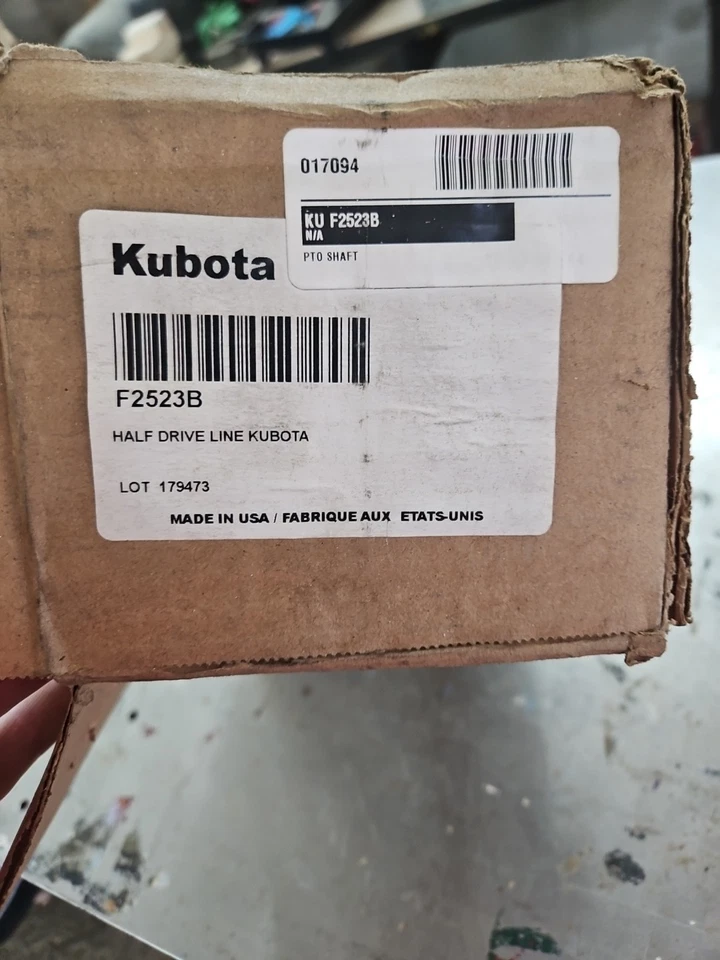 017094
KU F2523B
N/A
PTO SHAFT
Kubota
F2523B
HALF DRIVE LINE KUBOTA
LOT 179473
MADE IN USA / FABRIQUE AUX ETATS-UNIS